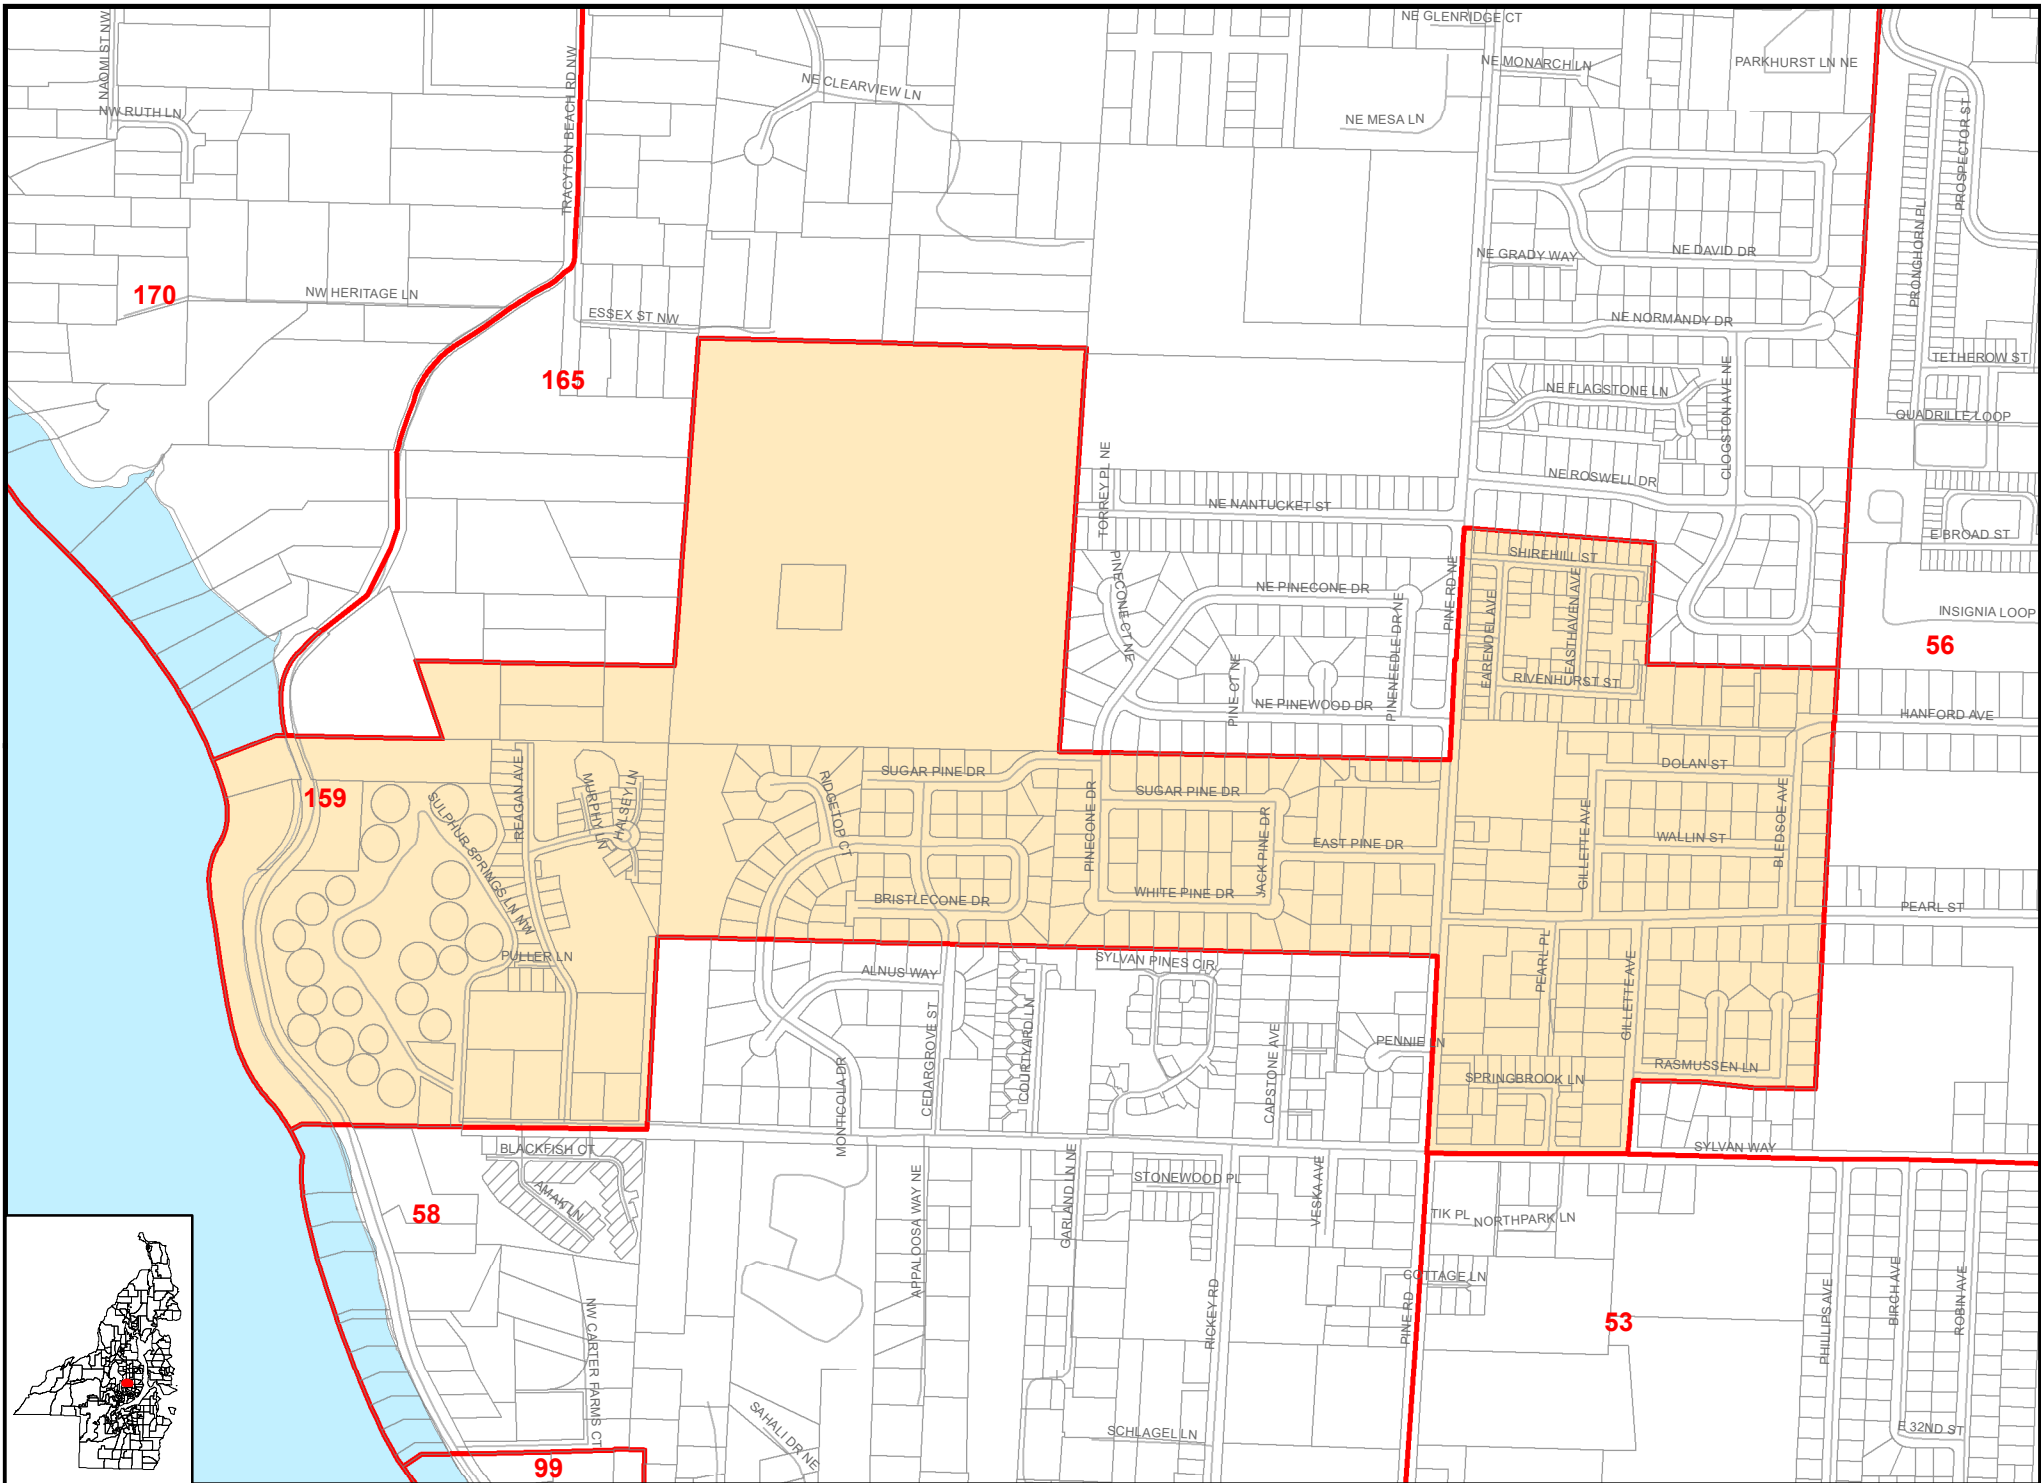 NE GLENRIDGE CT
NAOMI ST NW
TRACYTON BEACH RD NW
NE CLEARVIEW LN
NE MONARCH LN
PARKHURST LN NE
NW RUTH LN
NE MESA LN
PROSPECTOR ST
PRONGHORN PL
NE DAVID DR
NE GRADY WAY
170
NW HERITAGE LN
ESSEX ST NW
NE NORMANDY DR
TETHEROW ST
165
NE FLAGSTONE LN
CLOGSTON AVE NE
QUADRILLE LOOP
TORREY PL NE
NE ROSWELL DR
NE NANTUCKET ST
E BROAD ST
SHIREHILL ST
PINECONE CT NE
NE PINECONE DR
PINE RD NE
EARENDEL AVE
EASTHAVEN AVE
INSIGNIA LOOP
56
PINENEEDLE DR NE
PINE CT NE
RIVENHURST ST
NE PINEWOOD DR
HANFORD AVE
159
REAGAN AVE
MURPHY LN
HALSEY LN
RIDGETOP CT
SUGAR PINE DR
SUGAR PINE DR
DOLAN ST
SULPHUR SPRINGS LN NW
PINECONE DR
JACK PINE DR
EAST PINE DR
GILLETTE AVE
WALLIN ST
BLEDSOE AVE
BRISTLECONE DR
WHITE PINE DR
PEARL ST
PULLER LN
ALNUS WAY
SYLVAN PINES CIR
PEARL PL
GILLETTE AVE
CEDARGROVE ST
COURTYARD LN
CAPSTONE AVE
PENNIE LN
MONTICOLA DR
SPRINGBROOK LN
RASMUSSEN LN
BLACKFISH CT
SYLVAN WAY
AMAK LN
58
APPALOOSA WAY NE
GARLAND LN NE
STONEWOOD PL
VESKA AVE
TIK PL
NORTHPARK LN
COTTAGE LN
NW CARTER FARMS CT
RICKEY RD
PINE RD
53
PHILLIPS AVE
BIRCH AVE
ROBIN AVE
SAHALI DR NE
SCHLAGEL LN
E 32ND ST
99